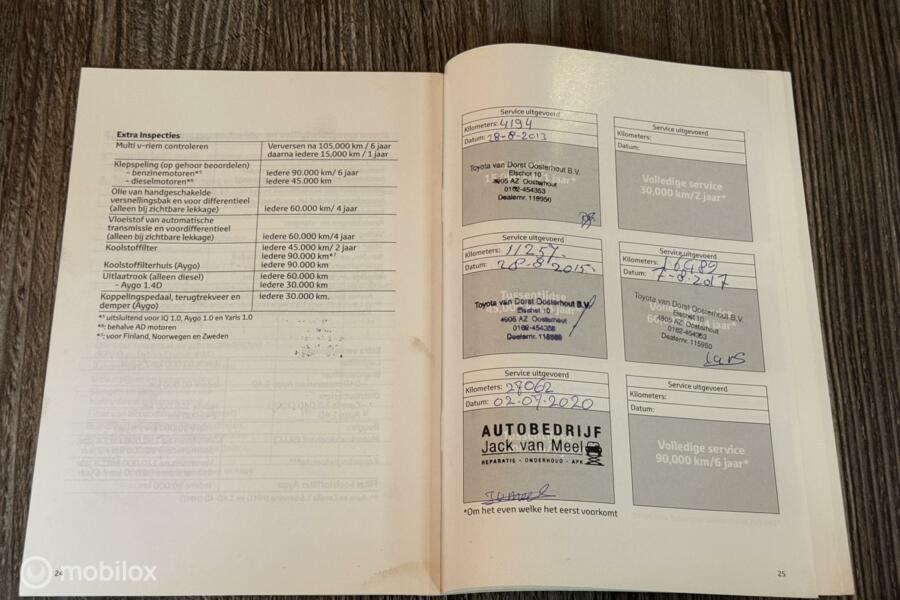 Extra Inspecties
Multi v-riem controleren Verversen na 105,000 km / 6 jaar
daarna iedere 15,000 km / 1 jaar
Klepspeling (op gehoor beoordelen)
- benzinemotoren*5 iedere 90.000 km/ 6 jaar
- dieselmotoren*6 iedere 45.000 km
Olie van handgeschakelde
versnellingsbak en voor differentieel
(alleen bij zichtbare lekkage) iedere 60.000 km/ 4 jaar
Vloeistof van automatische
transmissie en voordifferentieel
(alleen bij zichtbare lekkage) iedere 60.000 km/4 jaar
Koolstoffilter iedere 45.000 km/ 2 jaar
iedere 90.000 km*7
Koolstoffilterhuis (Aygo) iedere 90.000 km
Uitlaatrook (alleen diesel) iedere 60.000 km
- Aygo 1.4D iedere 30.000 km
Koppelingspedaal, terugtrekveer en iedere 30.000 km.
demper (Aygo)
*5 uitsluitend voor IQ 1.0, Aygo 1.0 en Yaris 1.0
*6: behalve AD motoren
*7: voor Finland, Noorwegen en Zweden
24
Service uitgevoerd
Kilometers: 4194
Datum: 28-8-2013
Toyota van Dorst Oosterhout B.V.
Elschot 10
4905 AZ Oosterhout
0162-454353
Dealernr. 115950
Service uitgevoerd
Kilometers:
Datum:
Volledige service
30,000 km/2 jaar*
Service uitgevoerd
Kilometers: 11257.
Datum: 28-8-2015-
Tussentijdse
45,000
Toyota van Dorst Oosterhout B.V.
Elschot 10
4905 AZ Oosterhout
0162-454353
Dealernr. 115950
Service uitgevoerd
Kilometers: 16689
Datum: 7-8-2017
Toyota van Dorst Oosterhout B.V.
Elschot 10
4905 AZ Oosterhout
0162-454353
Dealernr. 115950
Lars
Service uitgevoerd
Kilometers: 27062
Datum: 02-07-2020
AUTOBEDRIJF
Jack van Meel
REPARATIE - ONDERHOUD - APK
Service uitgevoerd
Kilometers:
Datum:
Volledige service
90,000 km/6 jaar*
*Om het even welke het eerst voorkomt
25
mobilox